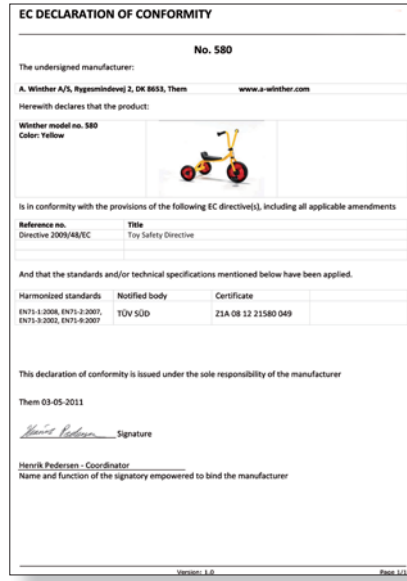 EC DECLARATION OF CONFORMITY
No. 580
The undersigned manufacturer:
A. Winther A/S, Rygesmindevej 2, DK 8653, Them www.a-winther.com
Herewith declares that the product:
Winther model no. 580
Color: Yellow
Is in conformity with the provisions of the following EC directive(s), including all applicable amendments
Reference no. Title
Directive 2009/48/EC Toy Safety Directive
And that the standards and/or technical specifications mentioned below have been applied.
Harmonized standards Notified body Certificate
EN71-1:2008, EN71-2:2007, TÜV SÜD Z1A 08 12 21580 049
EN71-3:2002, EN71-9:2007
This declaration of conformity is issued under the sole responsibility of the manufacturer
Them 03-05-2011
Henrik Pedersen Signature
Henrik Pedersen - Coordinator
Name and function of the signatory empowered to bind the manufacturer
Version: 1.0 Page 1/1